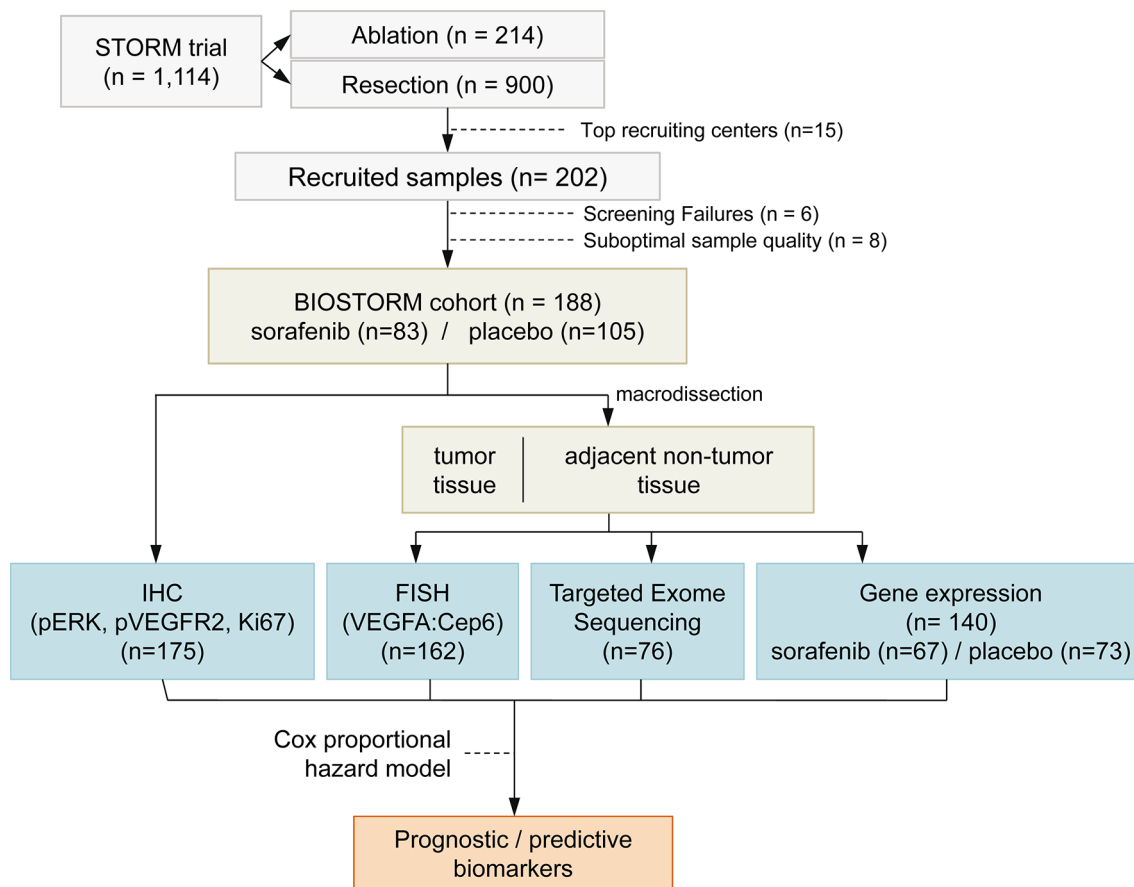 STORM trial
(n = 1,114)
Ablation (n = 214)
Resection (n = 900)
Top recruiting centers (n=15)
Recruited samples (n= 202)
Screening Failures (n = 6)
Suboptimal sample quality (n = 8)
BIOSTORM cohort (n = 188)
sorafenib (n=83) / placebo (n=105)
macrodissection
tumor
tissue
adjacent non-tumor
tissue
IHC
(pERK, pVEGFR2, Ki67)
(n=175)
FISH
(VEGFA:Cep6)
(n=162)
Targeted Exome
Sequencing
(n=76)
Gene expression
(n= 140)
sorafenib (n=67) / placebo (n=73)
Cox proportional
hazard model
Prognostic / predictive
biomarkers